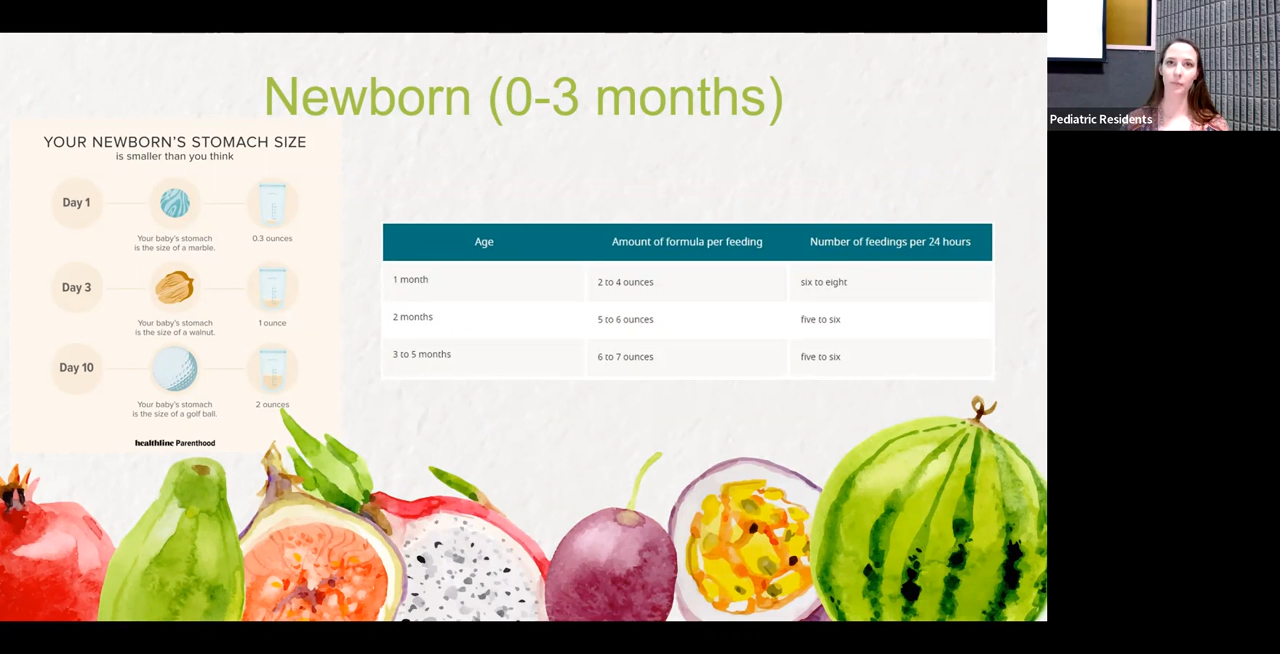 Newborn (0-3 months)
YOUR NEWBORN'S STOMACH SIZE
is smaller than you think
Day 1
Your baby's stomach
is the size of a marble.
0.3 ounces
Day 3
Your baby's stomach
is the size of a walnut.
1 ounce
Day 10
Your baby's stomach
is the size of a golf ball.
2 ounces
healthline Parenthood
Age Amount of formula per feeding Number of feedings per 24 hours
1 month 2 to 4 ounces six to eight
2 months 5 to 6 ounces five to six
3 to 5 months 6 to 7 ounces five to six
Pediatric Residents